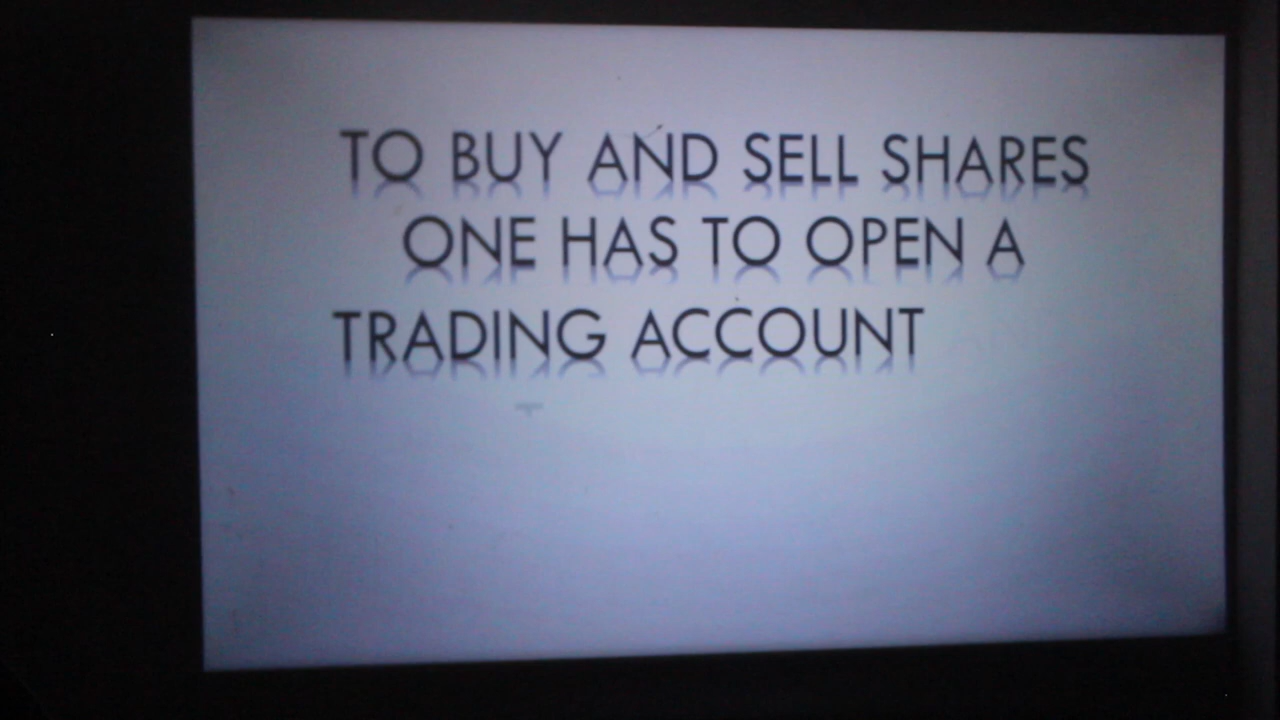 TO BUY AND SELL SHARES
ONE HAS TO OPEN A
TRADING ACCOUNT